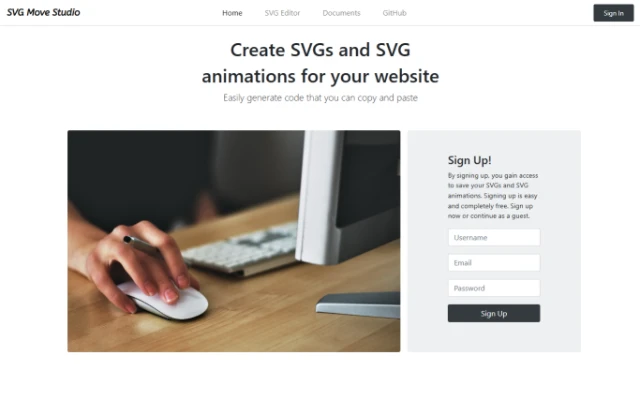 SVG Move Studio
Home
SVG Editor
Documents
GitHub
Sign In
Create SVGs and SVG
animations for your website
Easily generate code that you can copy and paste
Sign Up!
By signing up, you gain access
to save your SVGs and SVG
animations. Signing up is easy
and completely free. Sign up
now or continue as a guest.
Username
Email
Password
Sign Up